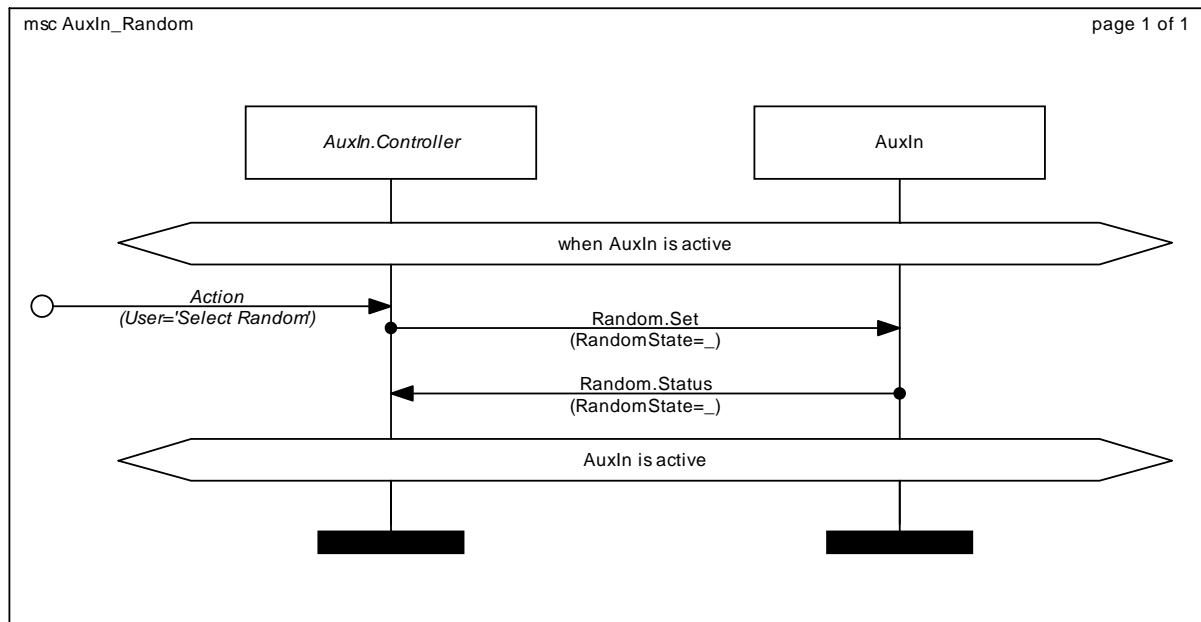 msc AuxIn_Random
page 1 of 1
AuxIn.Controller
AuxIn
when AuxIn is active
Action
(User='Select Random')
Random.Set
(RandomState=_)
Random.Status
(RandomState=_)
AuxIn is active